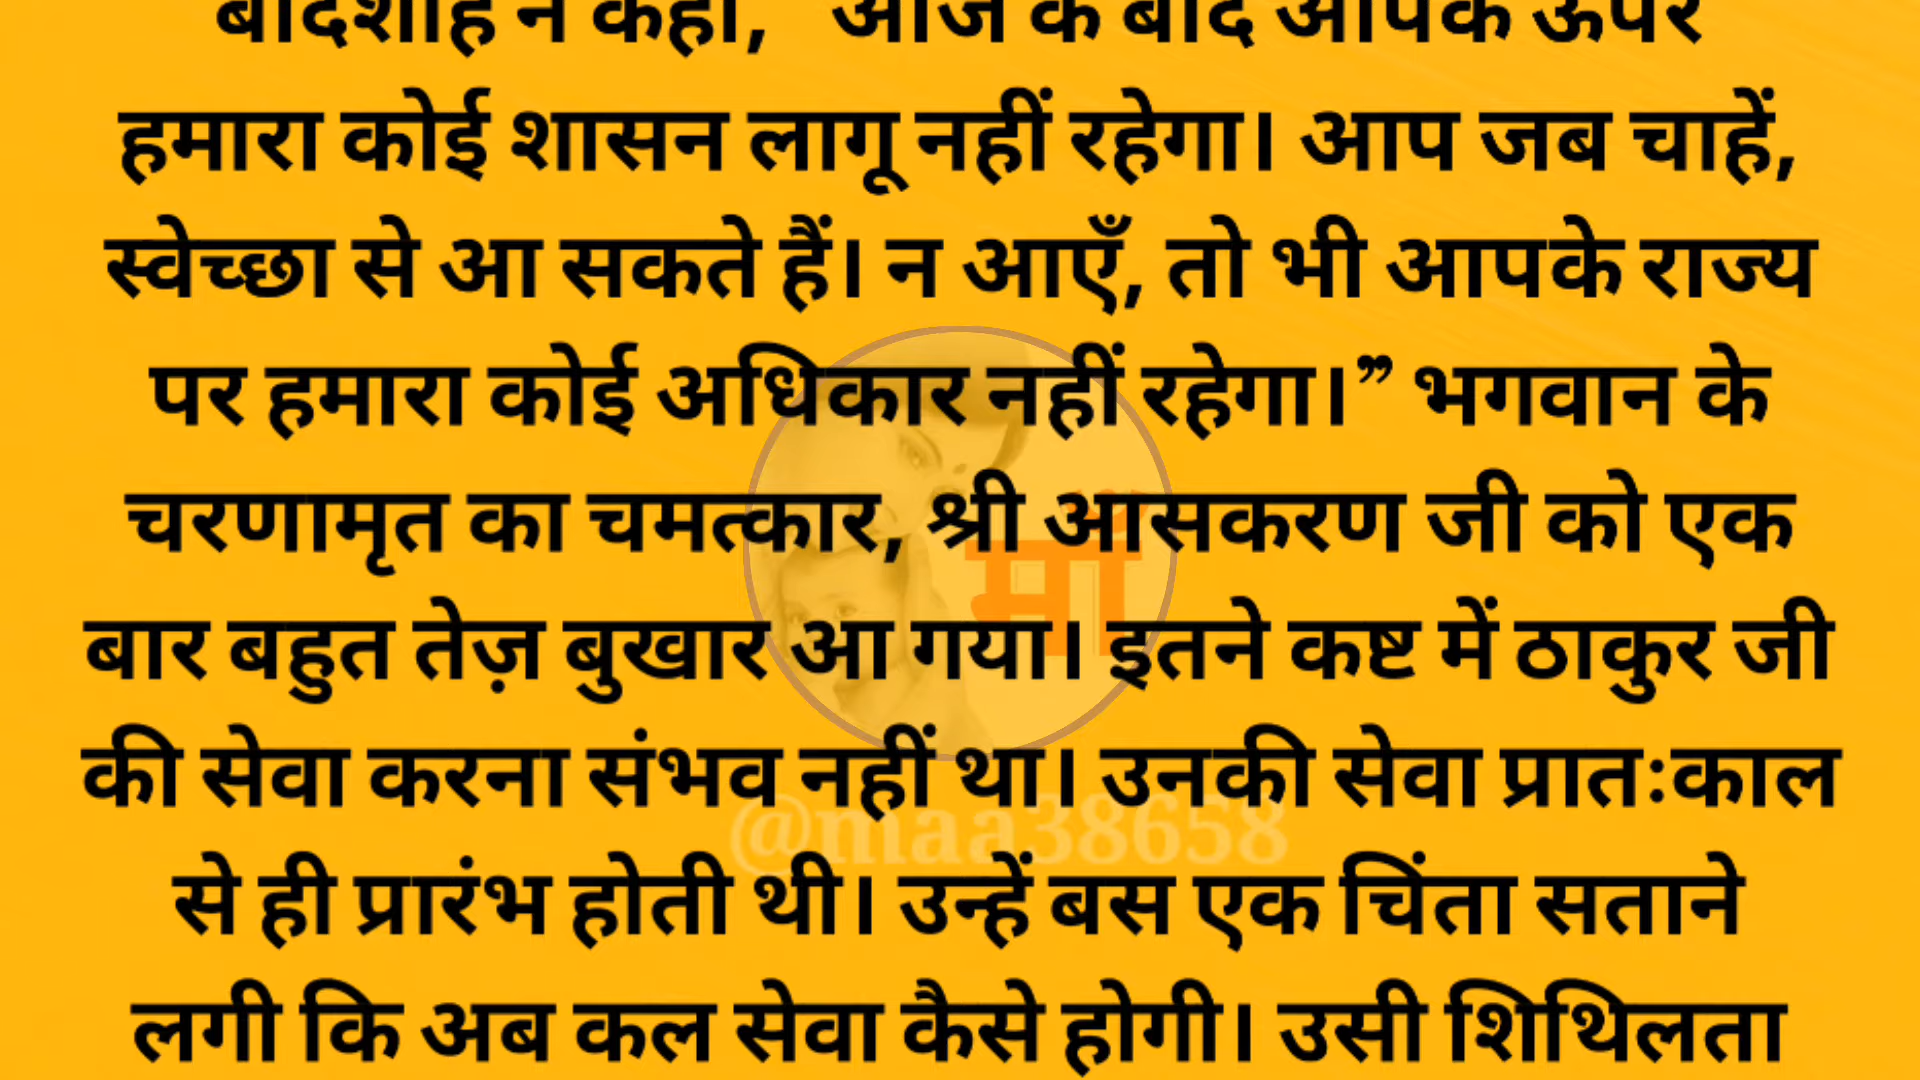 बादशाह ने कहा, "आज के बाद आपके ऊपर
हमारा कोई शासन लागू नहीं रहेगा। आप जब चाहें,
स्वेच्छा से आ सकते हैं। न आएँ, तो भी आपके राज्य
पर हमारा कोई अधिकार नहीं रहेगा।” भगवान के
चरणामृत का चमत्कार, श्री आसकरण जी को एक
बार बहुत तेज़ बुखार आ गया। इतने कष्ट में ठाकुर जी
की सेवा करना संभव नहीं था। उनकी सेवा प्रातःकाल
से ही प्रारंभ होती थी। उन्हें बस एक चिंता सताने
लगी कि अब कल सेवा कैसे होगी। उसी शिथिलता
माँ
@maa38658